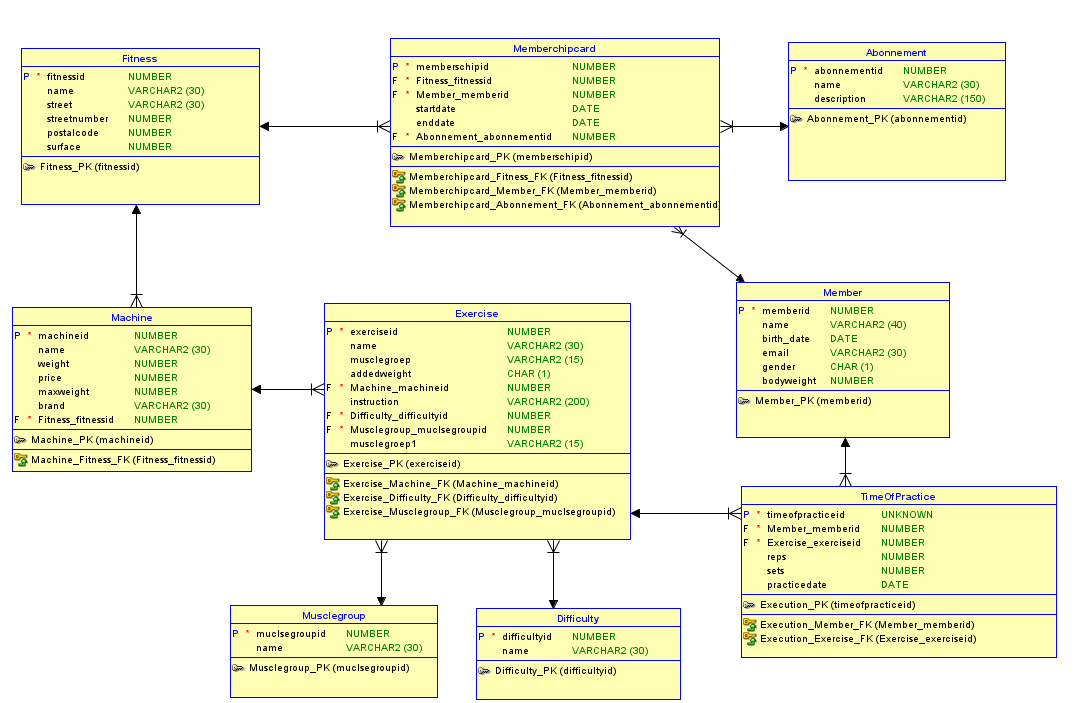 Fitness
P * fitnessid NUMBER
name VARCHAR2 (30)
street VARCHAR2 (30)
streetnumber NUMBER
postalcode NUMBER
surface NUMBER
Fitness_PK (fitnessid)
Memberchipcard
P * memberschipid NUMBER
F * Fitness_fitnessid NUMBER
F * Member_memberid NUMBER
startdate DATE
enddate DATE
F * Abonnement_abonnementid NUMBER
Memberchipcard_PK (memberschipid)
Memberchipcard_Fitness_FK (Fitness_fitnessid)
Memberchipcard_Member_FK (Member_memberid)
Memberchipcard_Abonnement_FK (Abonnement_abonnementid)
Abonnement
P * abonnementid NUMBER
name VARCHAR2 (30)
description VARCHAR2 (150)
Abonnement_PK (abonnementid)
Machine
P * machineid NUMBER
name VARCHAR2 (30)
weight NUMBER
price NUMBER
maxweight NUMBER
brand VARCHAR2 (30)
F * Fitness_fitnessid NUMBER
Machine_PK (machineid)
Machine_Fitness_FK (Fitness_fitnessid)
Exercise
P * exerciseid NUMBER
name VARCHAR2 (30)
musclegroep VARCHAR2 (15)
addedweight CHAR (1)
F * Machine_machineid NUMBER
instruction VARCHAR2 (200)
F * Difficulty_difficultyid NUMBER
F * Musclegroup_muclsegroupid NUMBER
musclegroep1 VARCHAR2 (15)
Exercise_PK (exerciseid)
Exercise_Machine_FK (Machine_machineid)
Exercise_Difficulty_FK (Difficulty_difficultyid)
Exercise_Musclegroup_FK (Musclegroup_muclsegroupid)
Member
P * memberid NUMBER
name VARCHAR2 (40)
birth_date DATE
email VARCHAR2 (30)
gender CHAR (1)
bodyweight NUMBER
Member_PK (memberid)
TimeOfPractice
P * timeofpracticeid UNKNOWN
F * Member_memberid NUMBER
F * Exercise_exerciseid NUMBER
reps NUMBER
sets NUMBER
practicedate DATE
Execution_PK (timeofpracticeid)
Execution_Member_FK (Member_memberid)
Execution_Exercise_FK (Exercise_exerciseid)
Musclegroup
P * muclsegroupid NUMBER
name VARCHAR2 (30)
Musclegroup_PK (muclsegroupid)
Difficulty
P * difficultyid NUMBER
name VARCHAR2 (30)
Difficulty_PK (difficultyid)